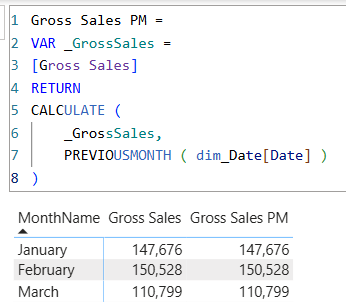 1 Gross Sales PM =
2 VAR _GrossSales =
3 [Gross Sales]
4 RETURN
5 CALCULATE (
6 _GrossSales,
7 PREVIOUSMONTH ( dim_Date[Date] )
8 )
MonthName Gross Sales Gross Sales PM
January 147,676 147,676
February 150,528 150,528
March 110,799 110,799